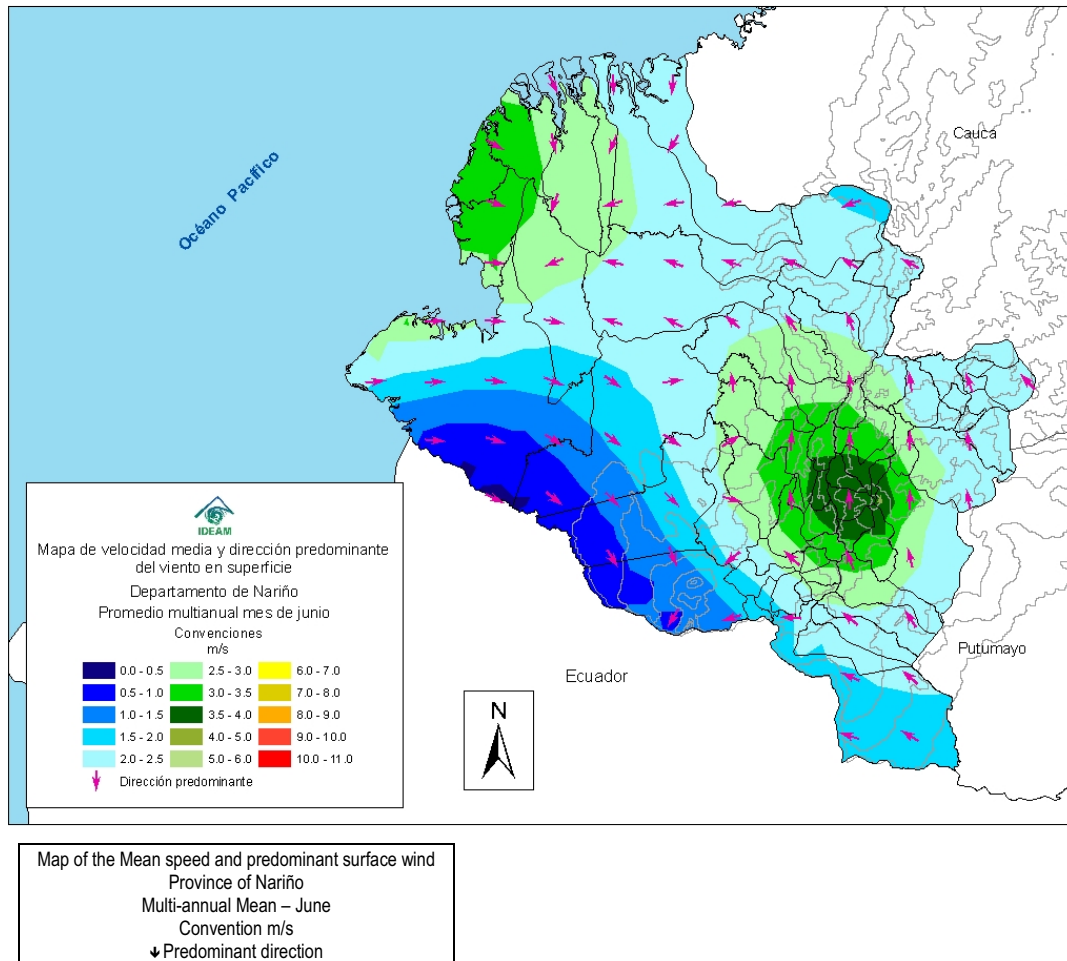 Océano Pacífico
Cauca
Putumayo
Ecuador
N
IDEAM
Mapa de velocidad media y dirección predominante
del viento en superficie
Departamento de Nariño
Promedio multianual mes de junio
Convenciones
m/s
0.0 - 0.5 2.5 - 3.0 6.0 - 7.0
0.5 - 1.0 3.0 - 3.5 7.0 - 8.0
1.0 - 1.5 3.5 - 4.0 8.0 - 9.0
1.5 - 2.0 4.0 - 5.0 9.0 - 10.0
2.0 - 2.5 5.0 - 6.0 10.0 - 11.0
Dirección predominante
Map of the Mean speed and predominant surface wind
Province of Nariño
Multi-annual Mean – June
Convention m/s
↓ Predominant direction